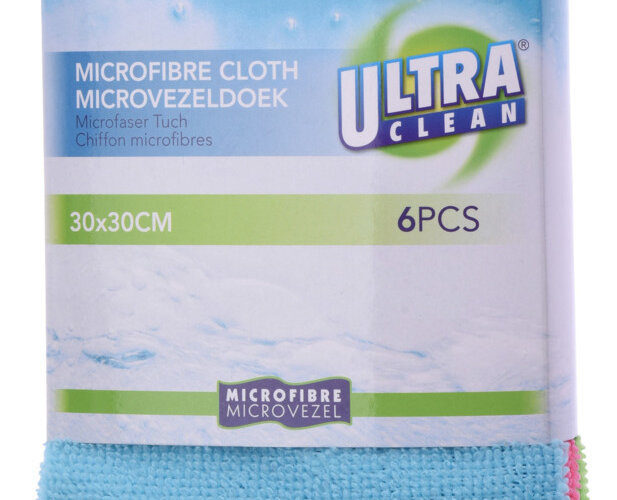 MICROFIBRE CLOTH
MICROVEZELDOEK
Microfaser Tuch
Chiffon microfibres
ULTRA®
CLEAN
30x30CM
6PCS
MICROFIBRE
MICROVEZEL